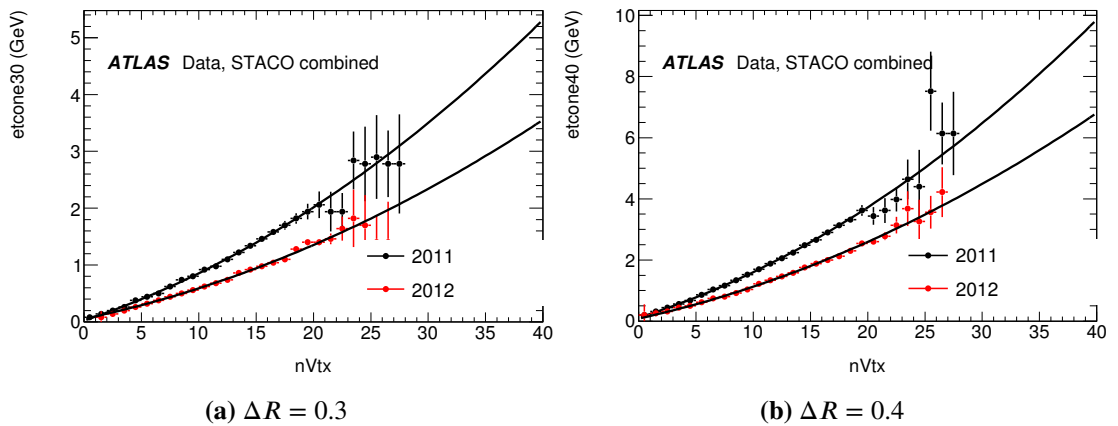 etcone30 (GeV)
5
4
3
2
1
0
ATLAS Data, STACO combined
2011
2012
0 5 10 15 20 25 30 35 40
nVtx
(a) ΔR = 0.3
etcone40 (GeV)
10
8
6
4
2
0
ATLAS Data, STACO combined
2011
2012
0 5 10 15 20 25 30 35 40
nVtx
(b) ΔR = 0.4